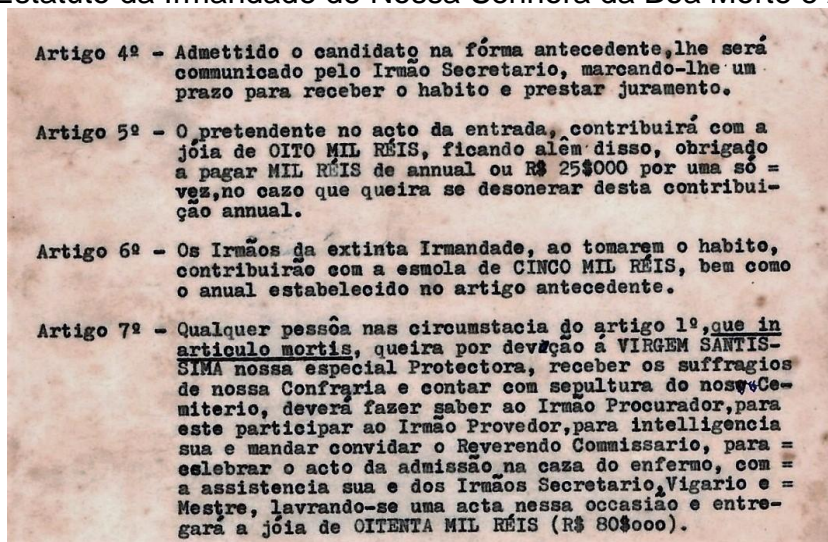 Estatuto da Irmandade de Nossa Senhora da Boa Morte e
Artigo 4º - Admettido o candidato na fórma antecedente,lhe será
communicado pelo Irmão Secretario, marcando-lhe um
prazo para receber o habito e prestar juramento.
Artigo 5º - O pretendente no acto da entrada, contribuirá com a
jóia de OITO MIL RÉIS, ficando além disso, obrigado
a pagar MIL RÉIS de annual ou R$ 25$000 por uma só =
vez,no cazo que queira se desonerar desta contribui-
ção annual.
Artigo 6º - Os Irmãos da extinta Irmandade, ao tomarem o habito,
contribuirão com a esmola de CINCO MIL RÉIS, bem como
o anual estabelecido no artigo antecedente.
Artigo 7º - Qualquer pessôa nas circumstacia do artigo 1º,que in
articulo mortis, queira por devoção á VIRGEM SANTIS-
SIMA nossa especial Protectora, receber os suffragios
de nossa Confraria e contar com sepultura do nosso Ce-
miterio, deverá fazer saber ao Irmão Procurador,para
este participar ao Irmão Provedor,para intelligencia
sua e mandar convidar o Reverendo Commissario, para =
celebrar o acto da admissão na caza do enfermo, com =
a assistencia sua e dos Irmãos Secretario,Vigario e =
Mestre, lavrando-se uma acta nessa occasião e entre-
gará a jóia de OITENTA MIL RÉIS (R$ 80$ooo).